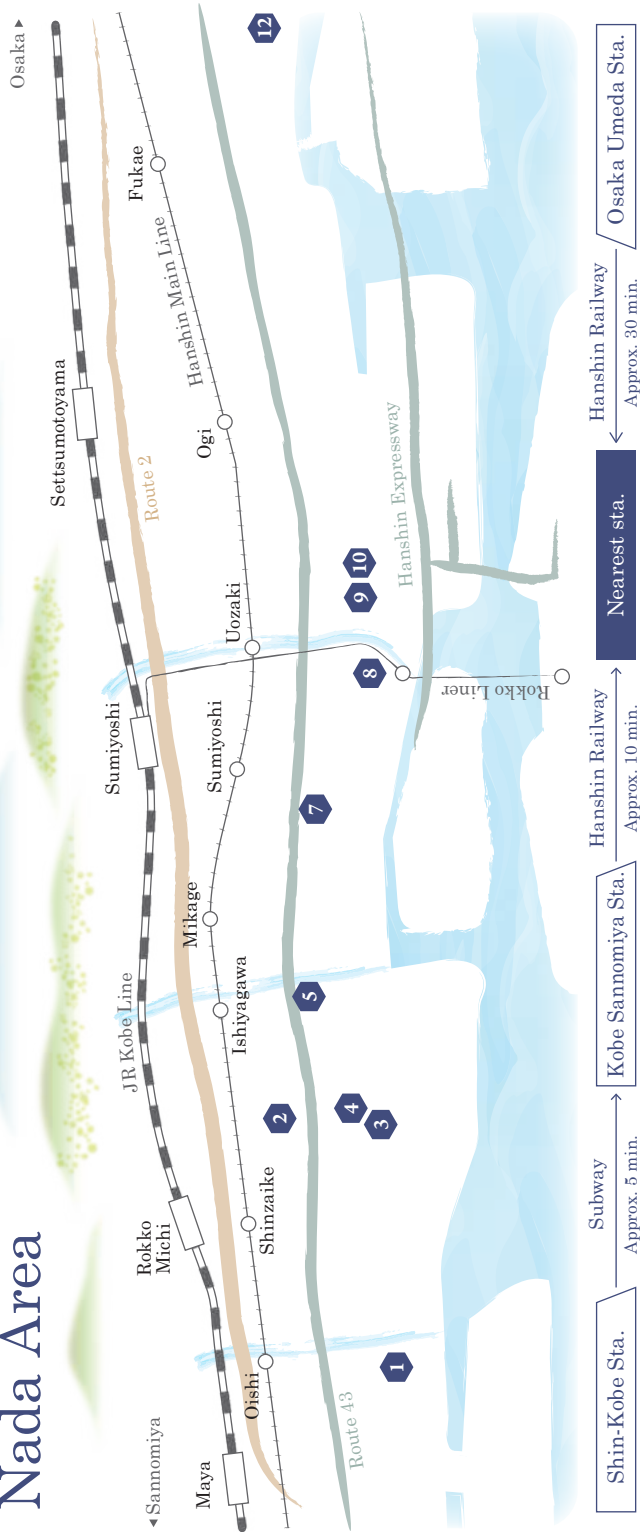 Nada Area
◂Sannomiya
Osaka ▸
Maya
Rokko
Michi
JR Kobe Line
Sumiyoshi
Settsumotoyama
Route 2
Oishi
Shinzaike
Ishiyagawa
Mikage
Sumiyoshi
Uozaki
Ogi
Hanshin Main Line
Fukae
Route 43
1
2
3
4
5
7
8
9
10
12
Hanshin Expressway
Rokko Liner
Shin-Kobe Sta.
Subway
Approx. 5 min.
Kobe Sannomiya Sta.
Hanshin Railway
Approx. 10 min.
Nearest sta.
Hanshin Railway
Approx. 30 min.
Osaka Umeda Sta.